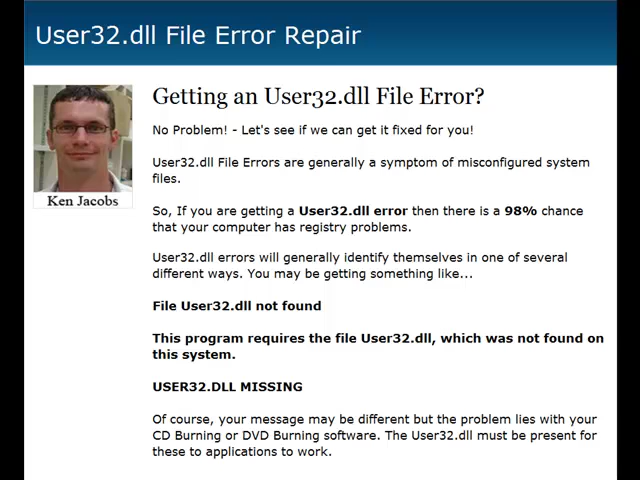 User32.dll File Error Repair
Getting an User32.dll File Error?
No Problem! - Let's see if we can get it fixed for you!
User32.dll File Errors are generally a symptom of misconfigured system
files.
Ken Jacobs
So, If you are getting a User32.dll error then there is a 98% chance
that your computer has registry problems.
User32.dll errors will generally identify themselves in one of several
different ways. You may be getting something like...
File User32.dll not found
This program requires the file User32.dll, which was not found on
this system.
USER32.DLL MISSING
Of course, your message may be different but the problem lies with your
CD Burning or DVD Burning software. The User32.dll must be present for
these to applications to work.